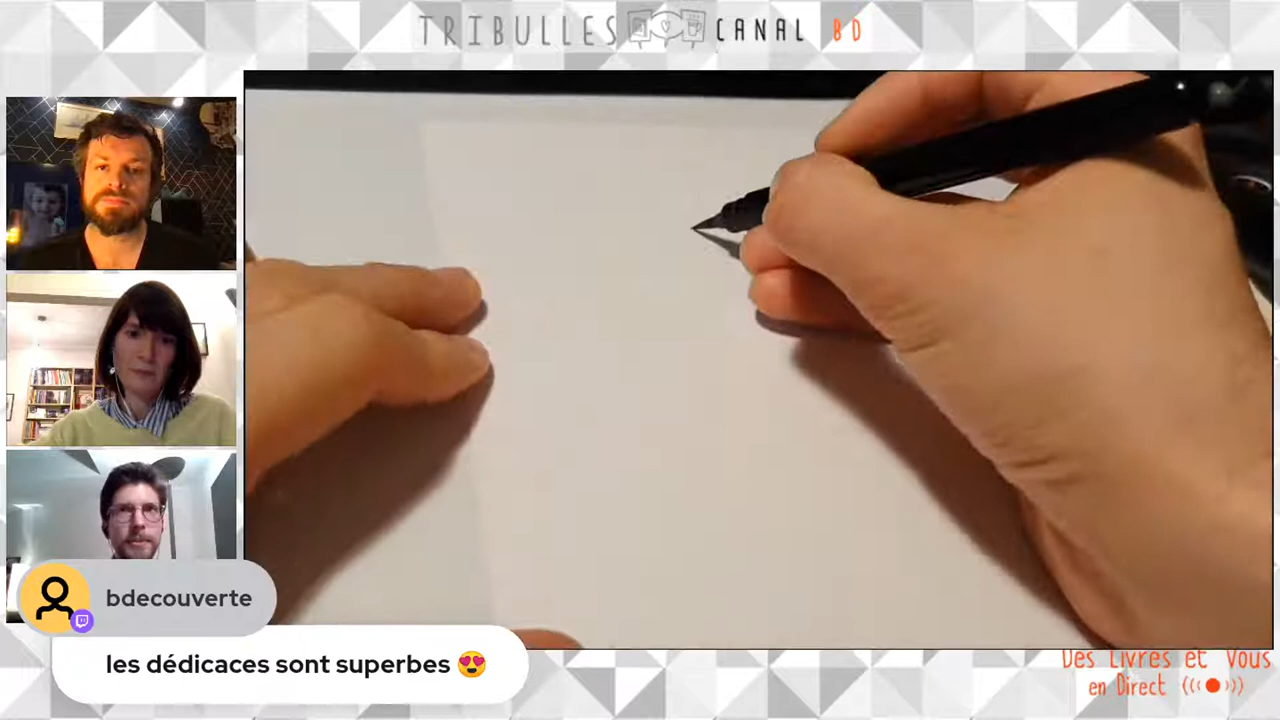 TRIBULLES CANAL BD
bdecouverte
les dédicaces sont superbes 😍
Des Livres et Vous
en Direct ((( ● )))